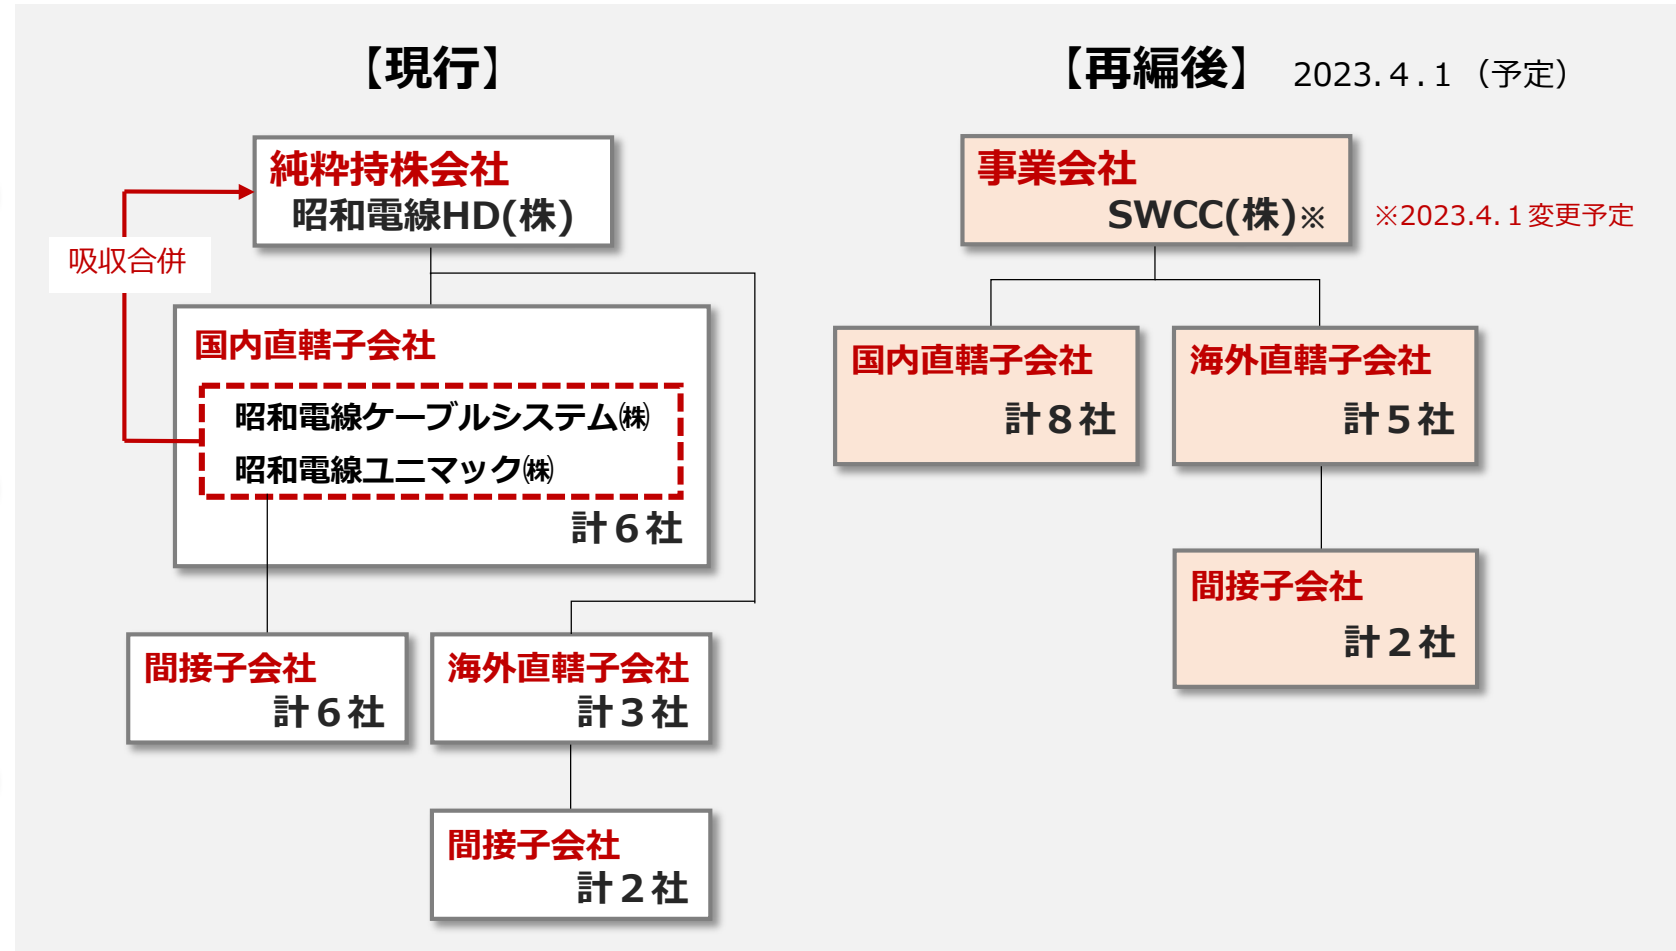 【現行】
純粋持株会社
昭和電線HD(株)
吸収合併
国内直轄子会社
昭和電線ケーブルシステム㈱
昭和電線ユニマック㈱
計６社
間接子会社
計６社
海外直轄子会社
計３社
間接子会社
計２社
【再編後】 2023.４.１（予定）
事業会社
SWCC(株)※
※2023.4.１変更予定
国内直轄子会社
計８社
海外直轄子会社
計５社
間接子会社
計２社